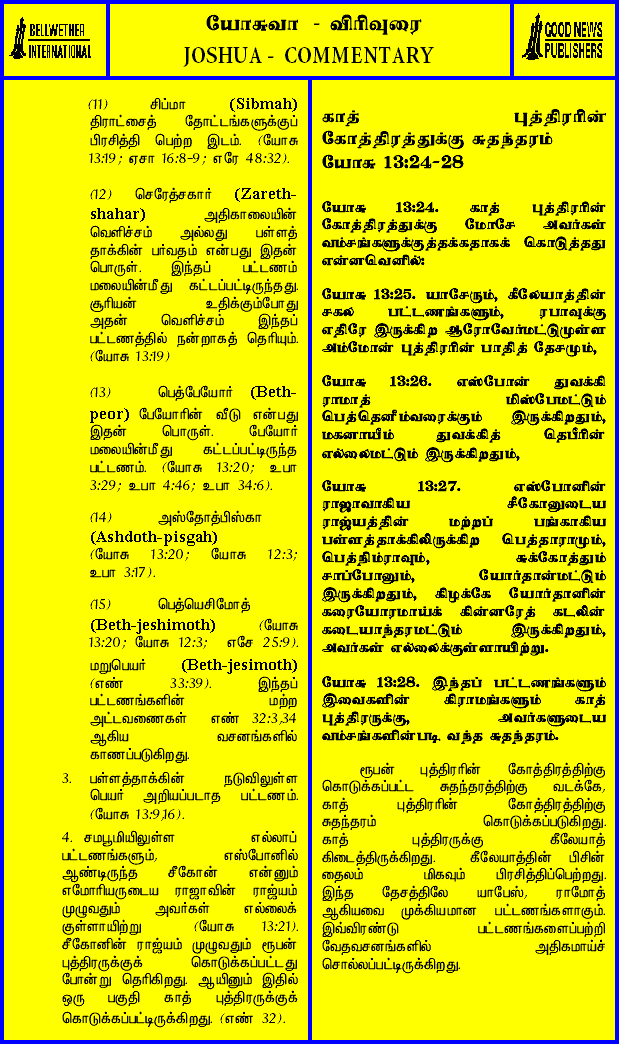 BELLWETHER
INTERNATIONAL
யோசுவா - விரிவுரை
JOSHUA - COMMENTARY
GOOD NEWS
PUBLISHERS
(11) சிப்மா (Sibmah)
திராட்சைத் தோட்டங்களுக்குப்
பிரசித்தி பெற்ற இடம். (யோசு
13:19; ஏசா 16:8-9; எரே 48:32).
(12) செரேத்சகார் (Zareth-
shahar) அதிகாலையின்
வெளிச்சம் அல்லது பள்ளத்
தாக்கின் பர்வதம் என்பது இதன்
பொருள். இந்தப் பட்டணம்
மலையின்மீது கட்டப்பட்டிருந்தது.
சூரியன் உதிக்கும்போது
அதன் வெளிச்சம் இந்தப்
பட்டணத்தில் நன்றாகத் தெரியும்.
(யோசு 13:19)
(13) பெத்பேயோர் (Beth-
peor) பேயோரின் வீடு என்பது
இதன் பொருள். பேயோர்
மலையின்மீது கட்டப்பட்டிருந்த
பட்டணம். (யோசு 13:20; உபா
3:29; உபா 4:46; உபா 34:6).
(14) அஸ்தோத்பிஸ்கா
(Ashdoth-pisgah)
(யோசு 13:20; யோசு 12:3;
உபா 3:17).
(15) பெத்யெசிமோத்
(Beth-jeshimoth) (யோசு
13:20; யோசு 12:3; எசே 25:9).
மறுபெயர் (Beth-jesimoth)
(எண் 33:39). இந்தப்
பட்டணங்களின் மற்ற
அட்டவணைகள் எண் 32:3,34
ஆகிய வசனங்களில்
காணப்படுகிறது.
3. பள்ளத்தாக்கின் நடுவிலுள்ள
பெயர் அறியப்படாத பட்டணம்.
(யோசு 13:9,16).
4. சமபூமியிலுள்ள எல்லாப்
பட்டணங்களும், எஸ்போனில்
ஆண்டிருந்த சீகோன் என்னும்
எமோரியருடைய ராஜாவின் ராஜ்யம்
முழுவதும் அவர்கள் எல்லைக்
குள்ளாயிற்று (யோசு 13:21).
சீகோனின் ராஜ்யம் முழுவதும் ரூபன்
புத்திரருக்குக் கொடுக்கப்பட்டது
போன்று தெரிகிறது. ஆயினும் இதில்
ஒரு பகுதி காத் புத்திரருக்குக்
கொடுக்கப்பட்டிருக்கிறது. (எண் 32).
காத் புத்திரரின்
கோத்திரத்துக்கு சுதந்தரம்
யோசு 13:24-28
யோசு 13:24. காத் புத்திரரின்
கோத்திரத்துக்கு மோசே அவர்கள்
வம்சங்களுக்குத்தக்கதாகக் கொடுத்தது
என்னவெனில்:
யோசு 13:25. யாசேரும், கீலேயாத்தின்
சகல பட்டணங்களும், ரபாவுக்கு
எதிரே இருக்கிற ஆரோவேர்மட்டுமுள்ள
அம்மோன் புத்திரரின் பாதித் தேசமும்,
யோசு 13:26. எஸ்போன் துவக்கி
ராமாத் மிஸ்பேமட்டும்
பெத்தெனீம்வரைக்கும் இருக்கிறதும்,
மகனாயீம் துவக்கித் தெபீரின்
எல்லைமட்டும் இருக்கிறதும்,
யோசு 13:27. எஸ்போனின்
ராஜாவாகிய சீகோனுடைய
ராஜ்யத்தின் மற்றப் பங்காகிய
பள்ளத்தாக்கிலிருக்கிற பெத்தாராமும்,
பெத்நிம்ராவும், சுக்கோத்தும்
சாப்போனும், யோர்தான்மட்டும்
இருக்கிறதும், கிழக்கே யோர்தானின்
கரையோரமாய்க் கின்னரேத் கடலின்
கடையாந்தரமட்டும் இருக்கிறதும்,
அவர்கள் எல்லைக்குள்ளாயிற்று.
யோசு 13:28. இந்தப் பட்டணங்களும்
இவைகளின் கிராமங்களும் காத்
புத்திரருக்கு, அவர்களுடைய
வம்சங்களின்படி வந்த சுதந்தரம்.
ரூபன் புத்திரரின் கோத்திரத்திற்கு
கொடுக்கப்பட்ட சுதந்தரத்திற்கு வடக்கே,
காத் புத்திரரின் கோத்திரத்திற்கு
சுதந்தரம் கொடுக்கப்படுகிறது.
காத் புத்திரருக்கு கீலேயாத்
கிடைத்திருக்கிறது. கீலேயாத்தின் பிசின்
தைலம் மிகவும் பிரசித்திப்பெற்றது.
இந்த தேசத்திலே யாபேஸ், ராமோத்
ஆகியவை முக்கியமான பட்டணங்களாகும்.
இவ்விரண்டு பட்டணங்களைப்பற்றி
வேதவசனங்களில் அதிகமாய்ச்
சொல்லப்பட்டிருக்கிறது.